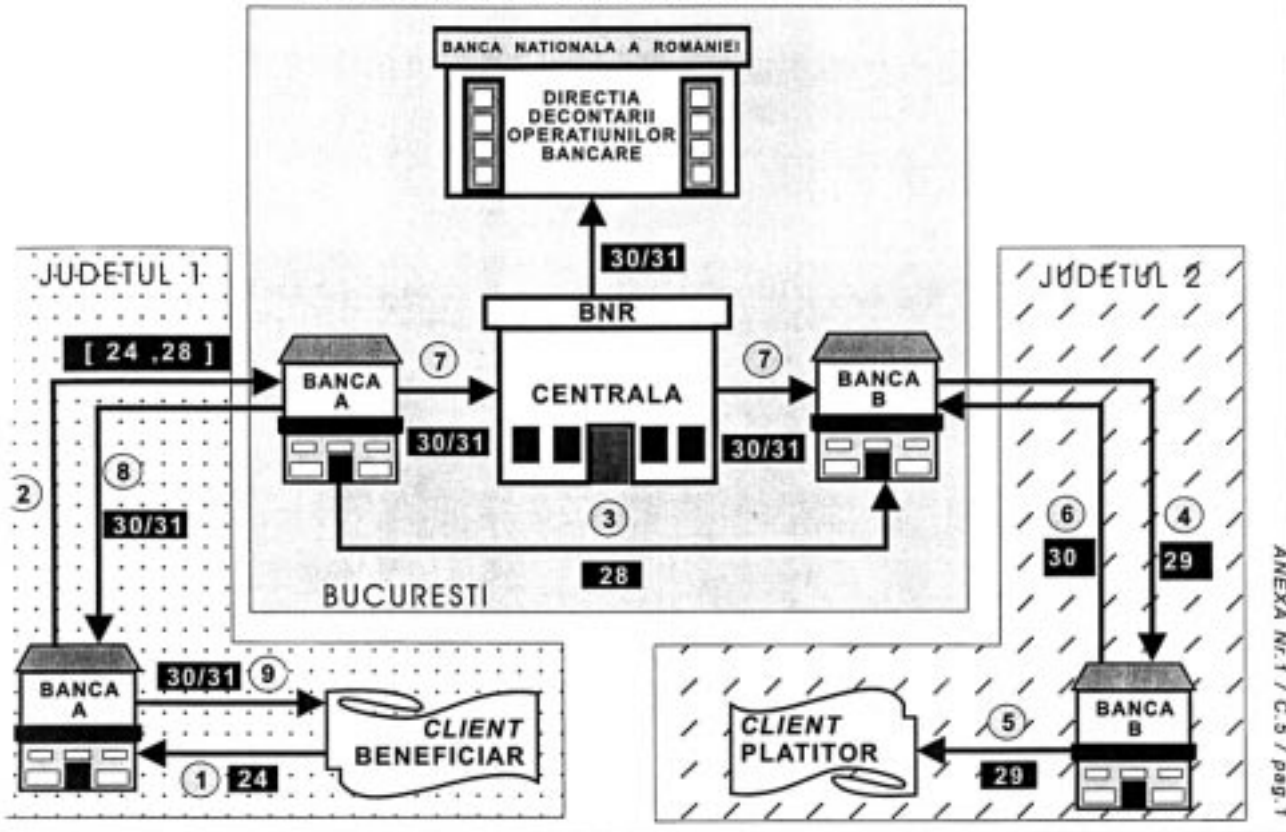 BANCA NATIONALA A ROMANIEI
DIRECTIA
DECONTARII
OPERATIUNILOR
BANCARE
30/31
JUDETUL 1
JUDETUL 2
BNR
[ 24 ,28 ]
BANCA
A
7
CENTRALA
7
BANCA
B
30/31
30/31
2
8
30/31
3
28
6
30
4
29
BUCURESTI
BANCA
A
30/31 9
CLIENT
BENEFICIAR
1 24
CLIENT
PLATITOR
5
29
BANCA
B
ANEXA Nr. 1 / C.5 / pag.1